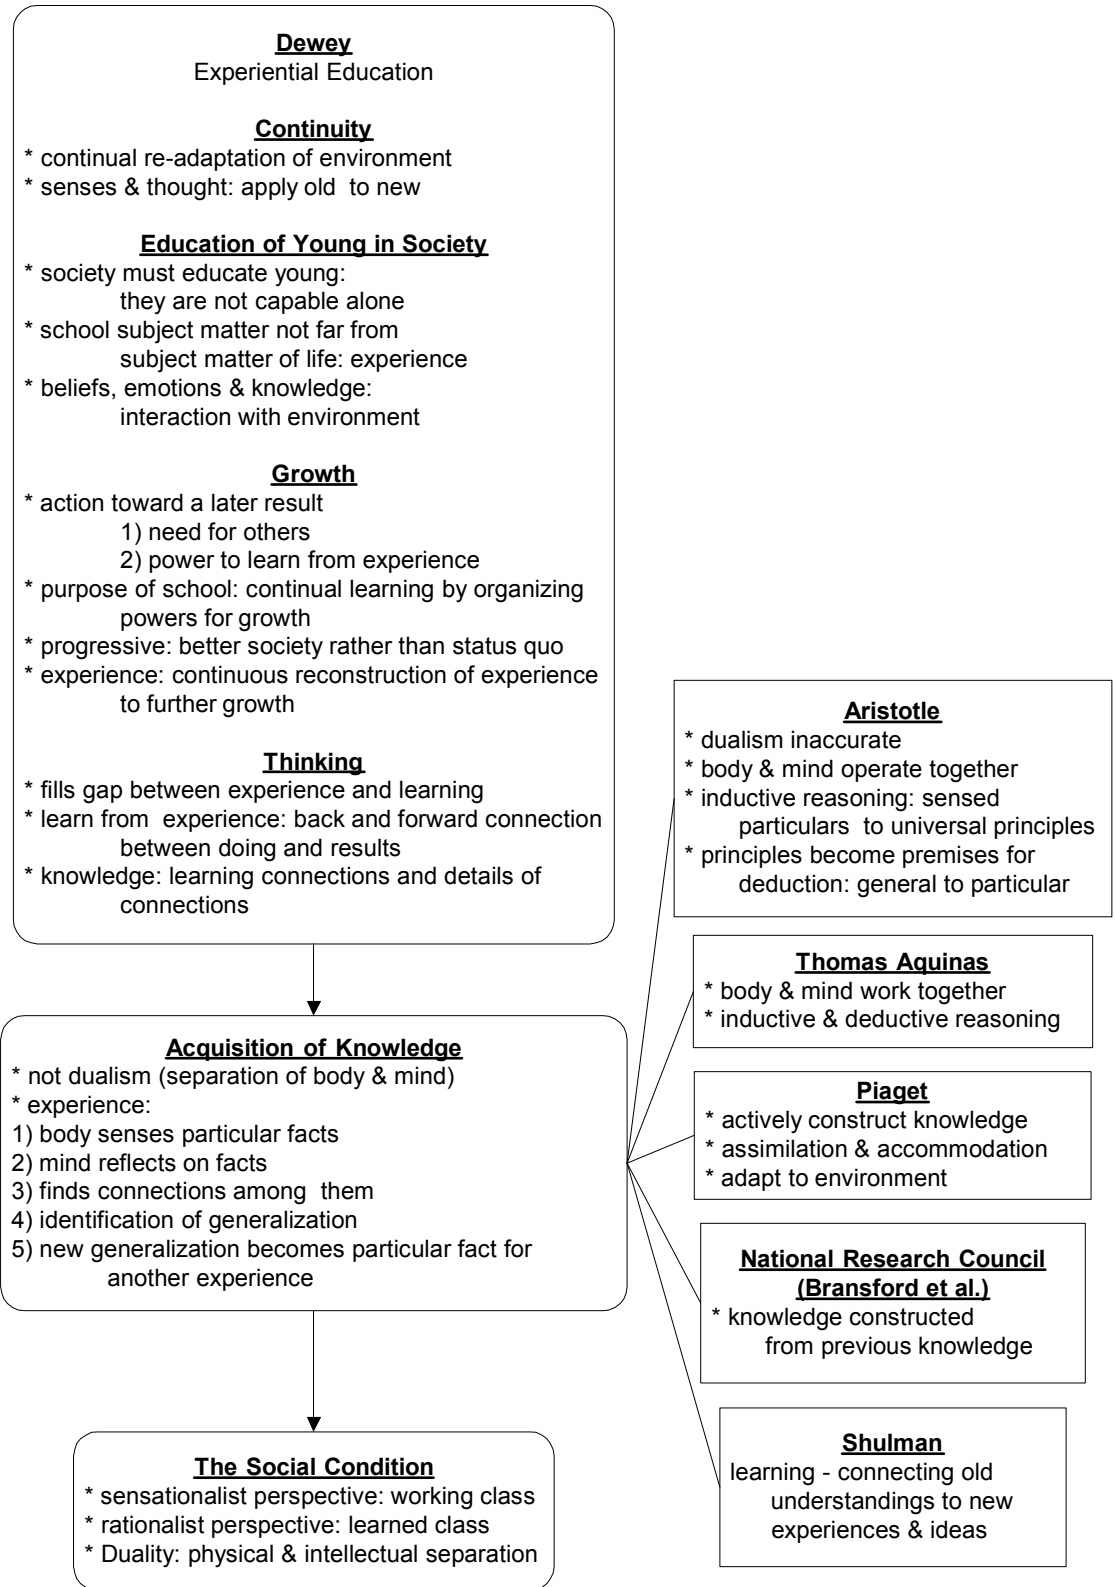 Dewey
Experiential Education
Continuity
* continual re-adaptation of environment
* senses & thought: apply old to new
Education of Young in Society
* society must educate young:
they are not capable alone
* school subject matter not far from
subject matter of life: experience
* beliefs, emotions & knowledge:
interaction with environment
Growth
* action toward a later result
1) need for others
2) power to learn from experience
* purpose of school: continual learning by organizing
powers for growth
* progressive: better society rather than status quo
* experience: continuous reconstruction of experience
to further growth
Thinking
* fills gap between experience and learning
* learn from experience: back and forward connection
between doing and results
* knowledge: learning connections and details of
connections
Acquisition of Knowledge
* not dualism (separation of body & mind)
* experience:
1) body senses particular facts
2) mind reflects on facts
3) finds connections among them
4) identification of generalization
5) new generalization becomes particular fact for
another experience
The Social Condition
* sensationalist perspective: working class
* rationalist perspective: learned class
* Duality: physical & intellectual separation
Aristotle
* dualism inaccurate
* body & mind operate together
* inductive reasoning: sensed
particulars to universal principles
* principles become premises for
deduction: general to particular
Thomas Aquinas
* body & mind work together
* inductive & deductive reasoning
Piaget
* actively construct knowledge
* assimilation & accommodation
* adapt to environment
National Research Council
(Bransford et al.)
* knowledge constructed
from previous knowledge
Shulman
learning - connecting old
understandings to new
experiences & ideas